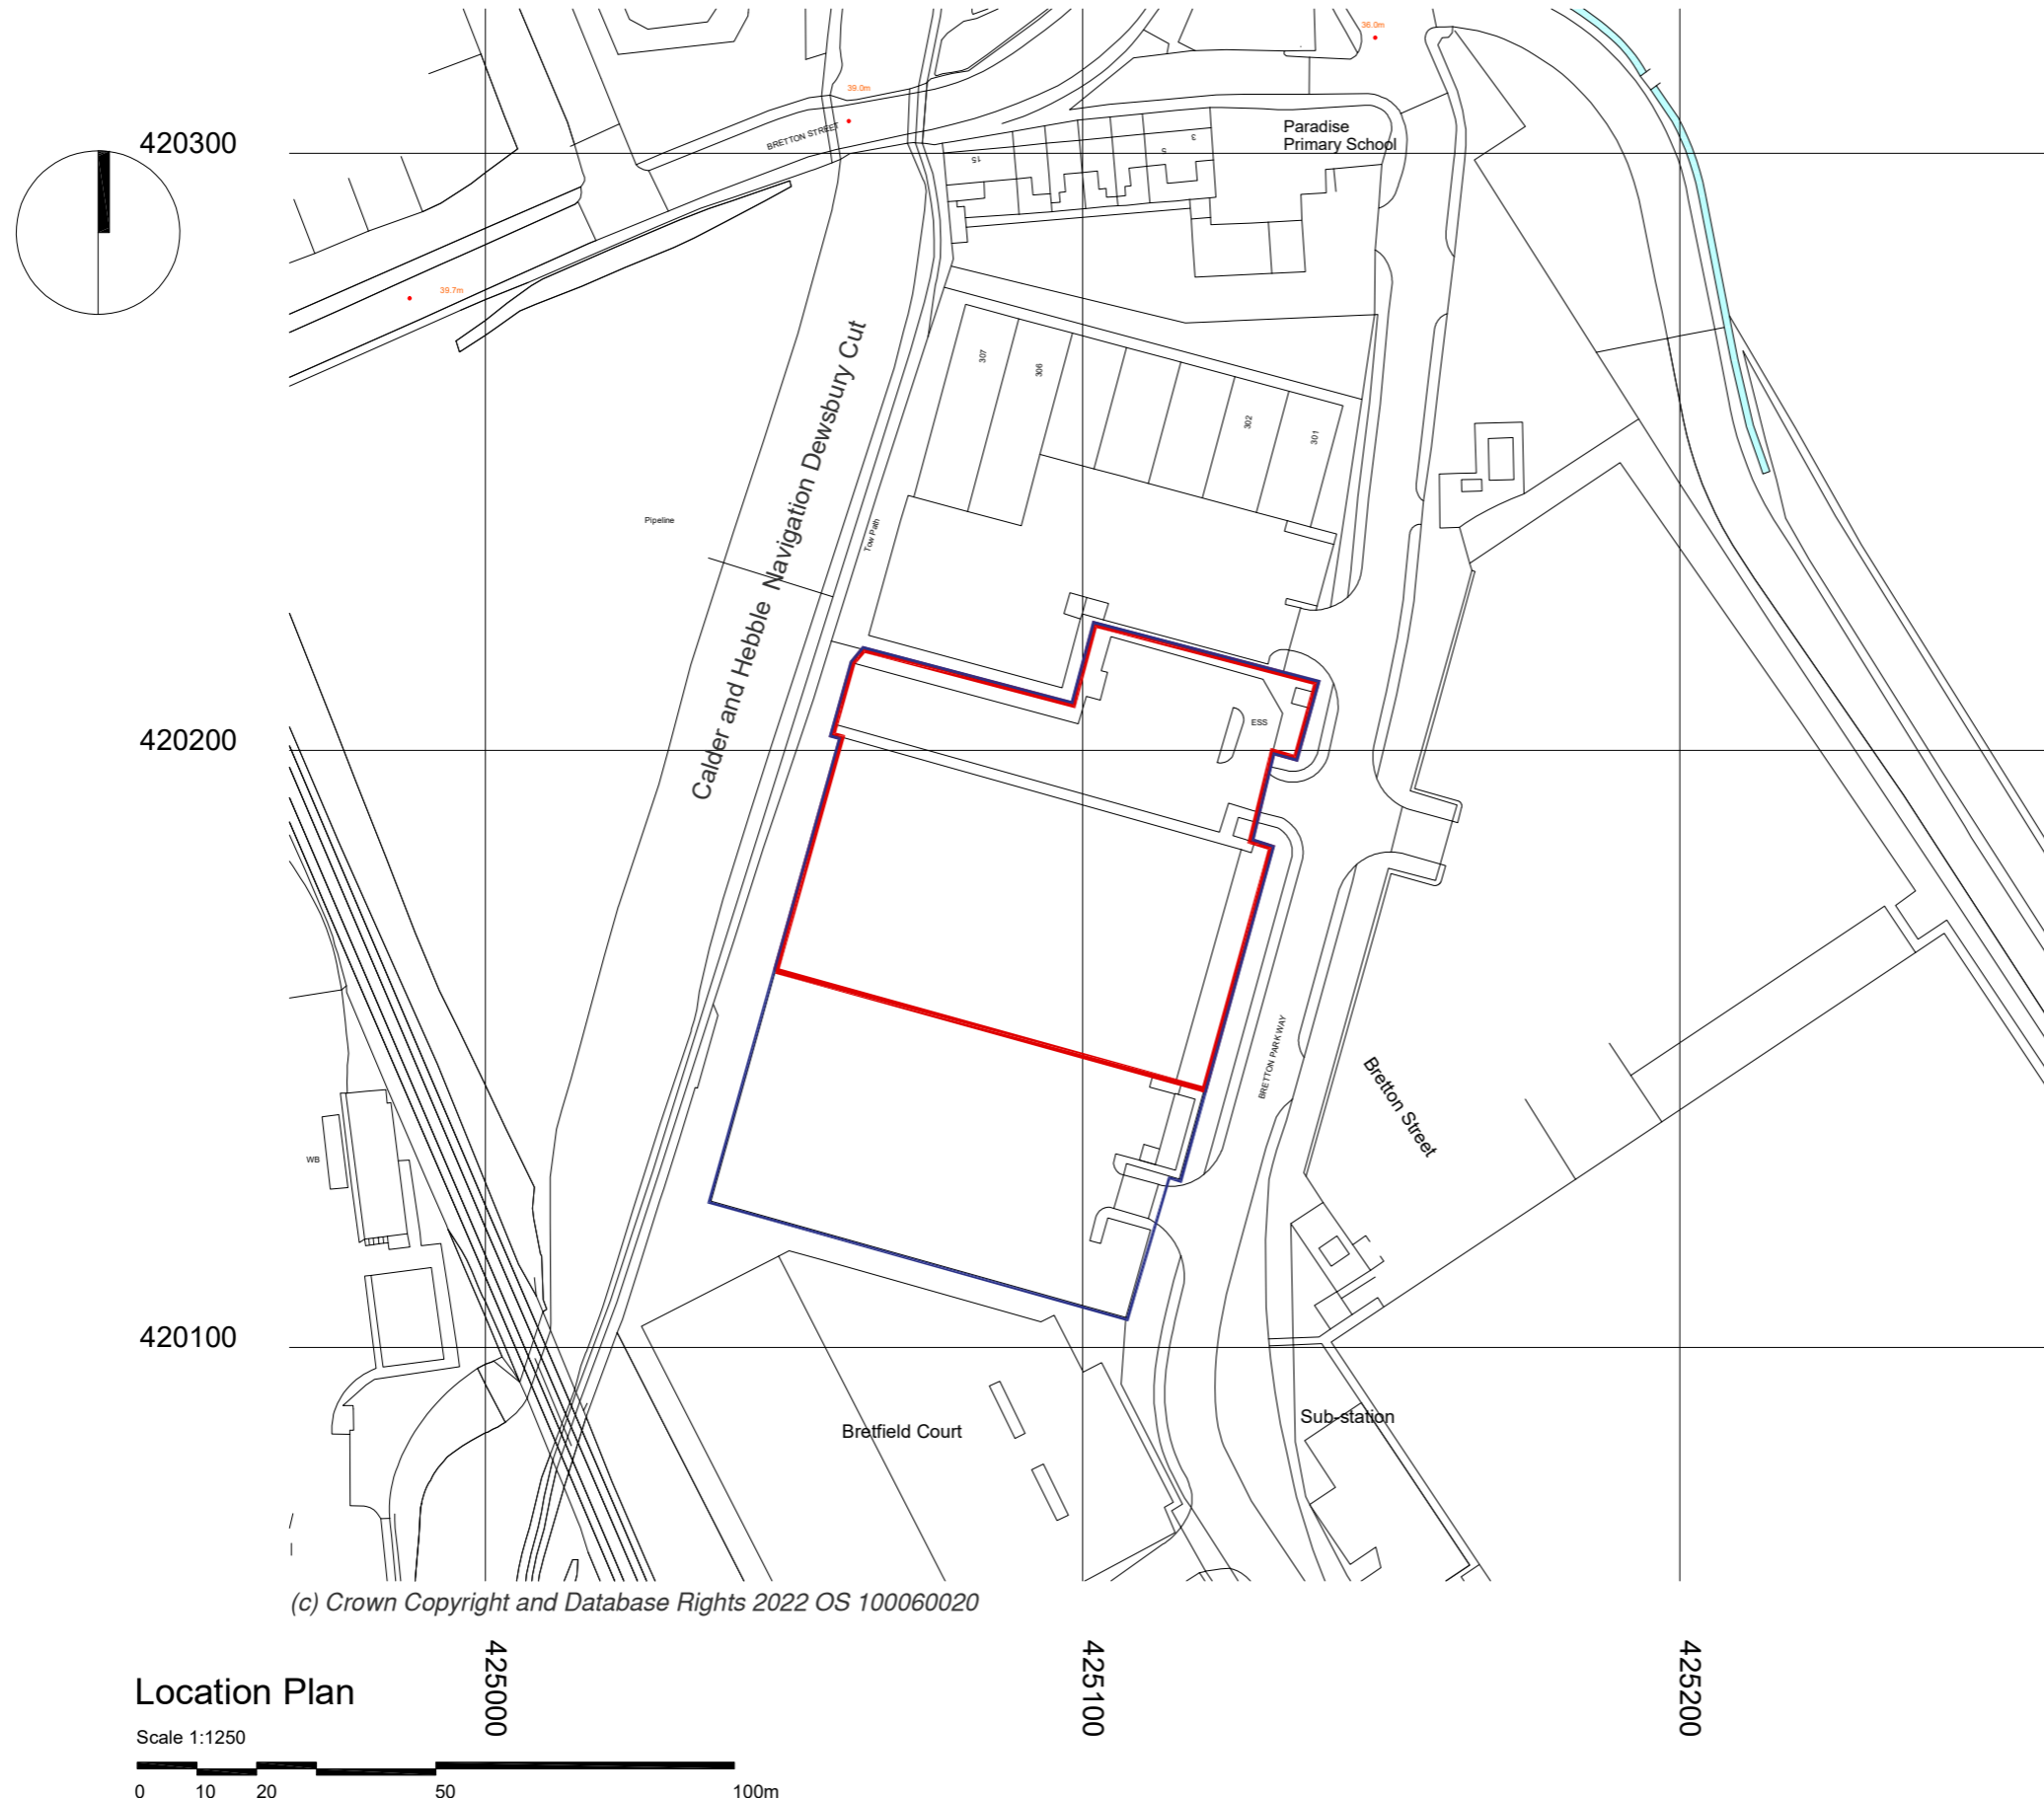 36.0m
39.0m
420300
BRETTON STREET
Paradise
Primary School
15
5
3
39.7m
Calder and Hebble Navigation Dewsbury Cut
307
306
302
301
Pipeline
Tow Path
420200
ESS
BRETTON PARKWAY
Bretton Street
WB
420100
Bretfield Court
Sub-station
(c) Crown Copyright and Database Rights 2022 OS 100060020
425000
425100
425200
Location Plan
Scale 1:1250
0 10 20 50 100m